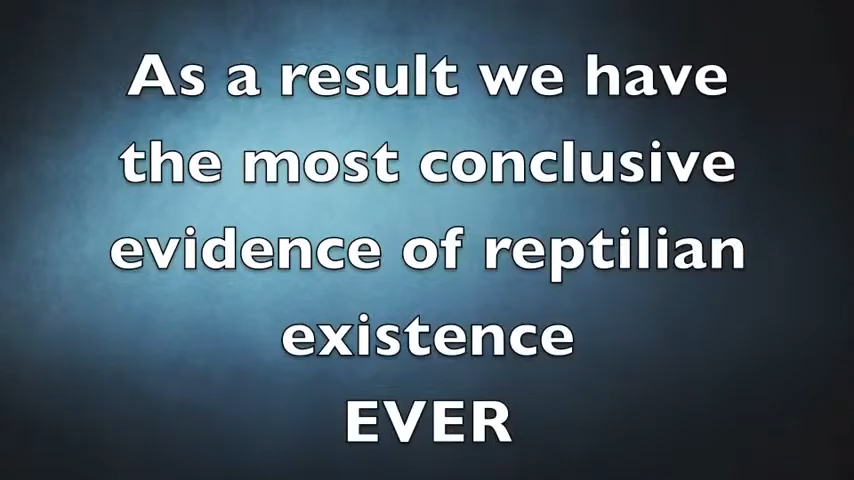 As a result we have
the most conclusive
evidence of reptilian
existence
EVER